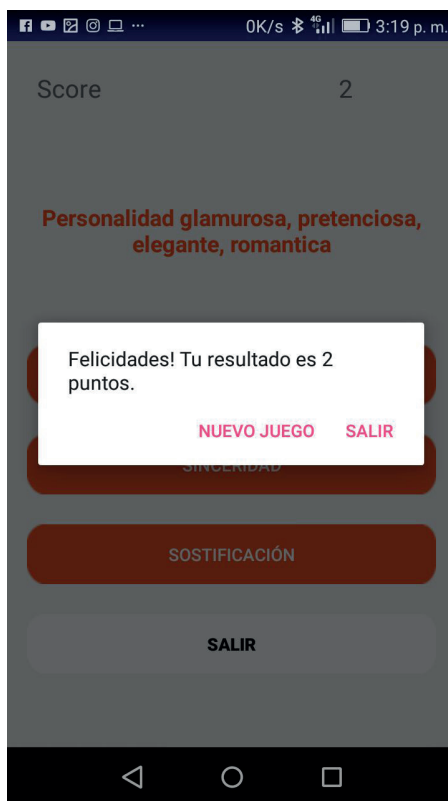 0K/s 4G 3:19 p. m.
Score 2
Personalidad glamurosa, pretenciosa,
elegante, romantica
Felicidades! Tu resultado es 2
puntos.
NUEVO JUEGO SALIR
SINCERIDAD
SOSTIFICACIÓN
SALIR